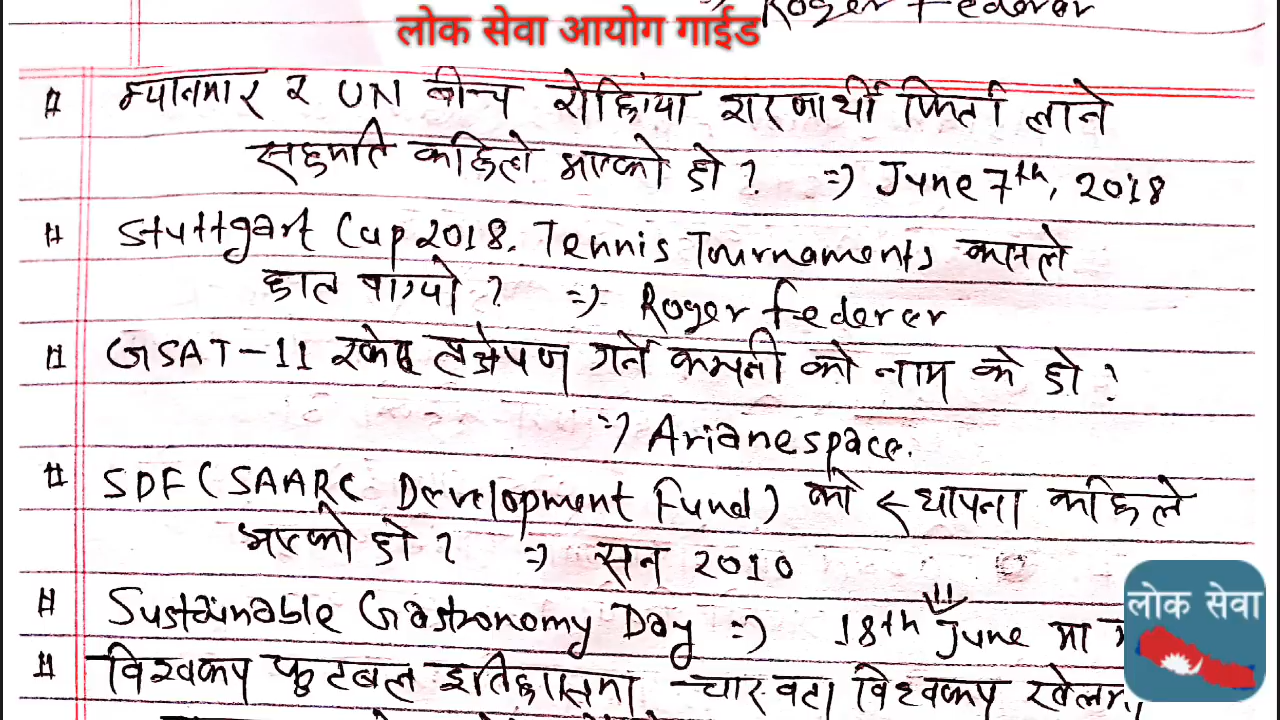 ⇒ Roger Federer
लोक सेवा आयोग गाईड
# म्यानमार र UN बीच रोहिंग्या शरणार्थी फिर्ता लाने
सहमति कहिले भएको हो ? ⇒ June 7th, 2018
# Stuttgart Cup 2018. Tennis Tournaments कसले
हात पार्‍यो ? ⇒ Roger Federer
# GSAT-11 रकेट प्रक्षेपण गर्ने कम्पनी को नाम के हो ?
⇒ Arianespace.
# SDF (SAARC Development Fund) को स्थापना कहिले
भएको हो ? ⇒ सन 2010
# Sustainable Gastronomy Day ⇒ 18th June मा
# विश्वकप फुटबल इतिहासमा चारवटा विश्वकप
लोक सेवा